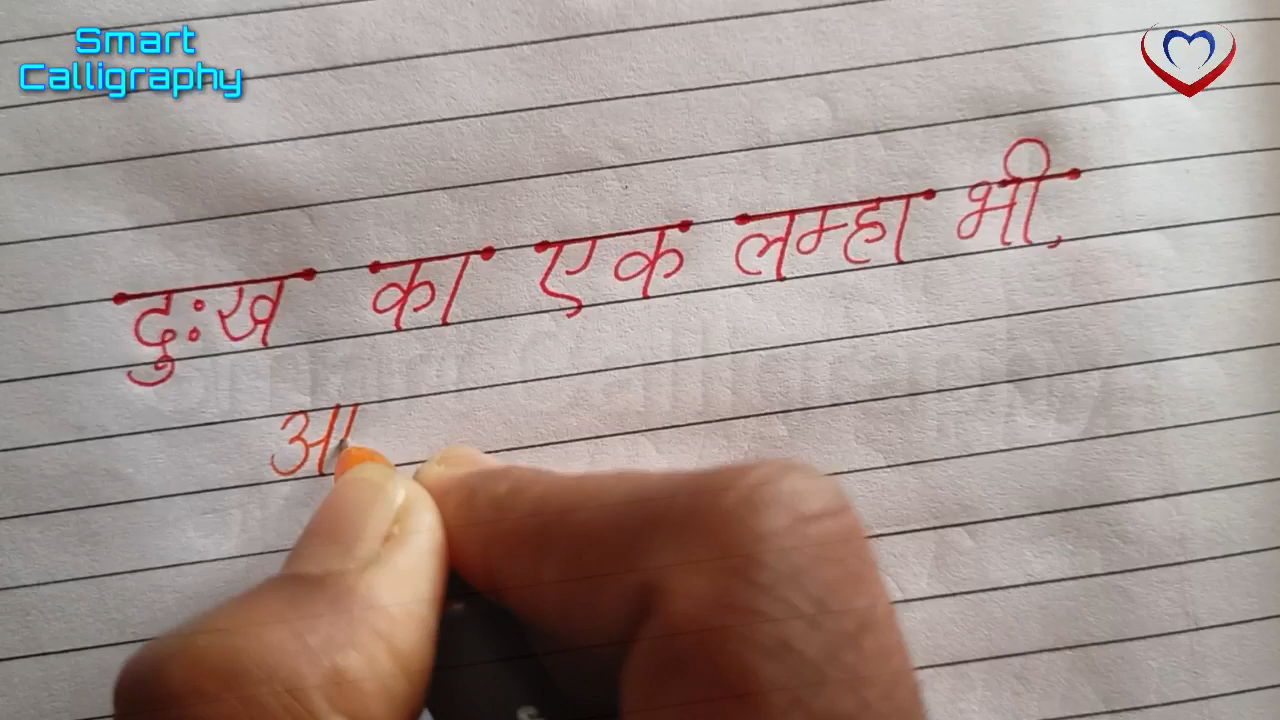 Smart
Calligraphy
दुःख का एक लम्हा भी,
आ